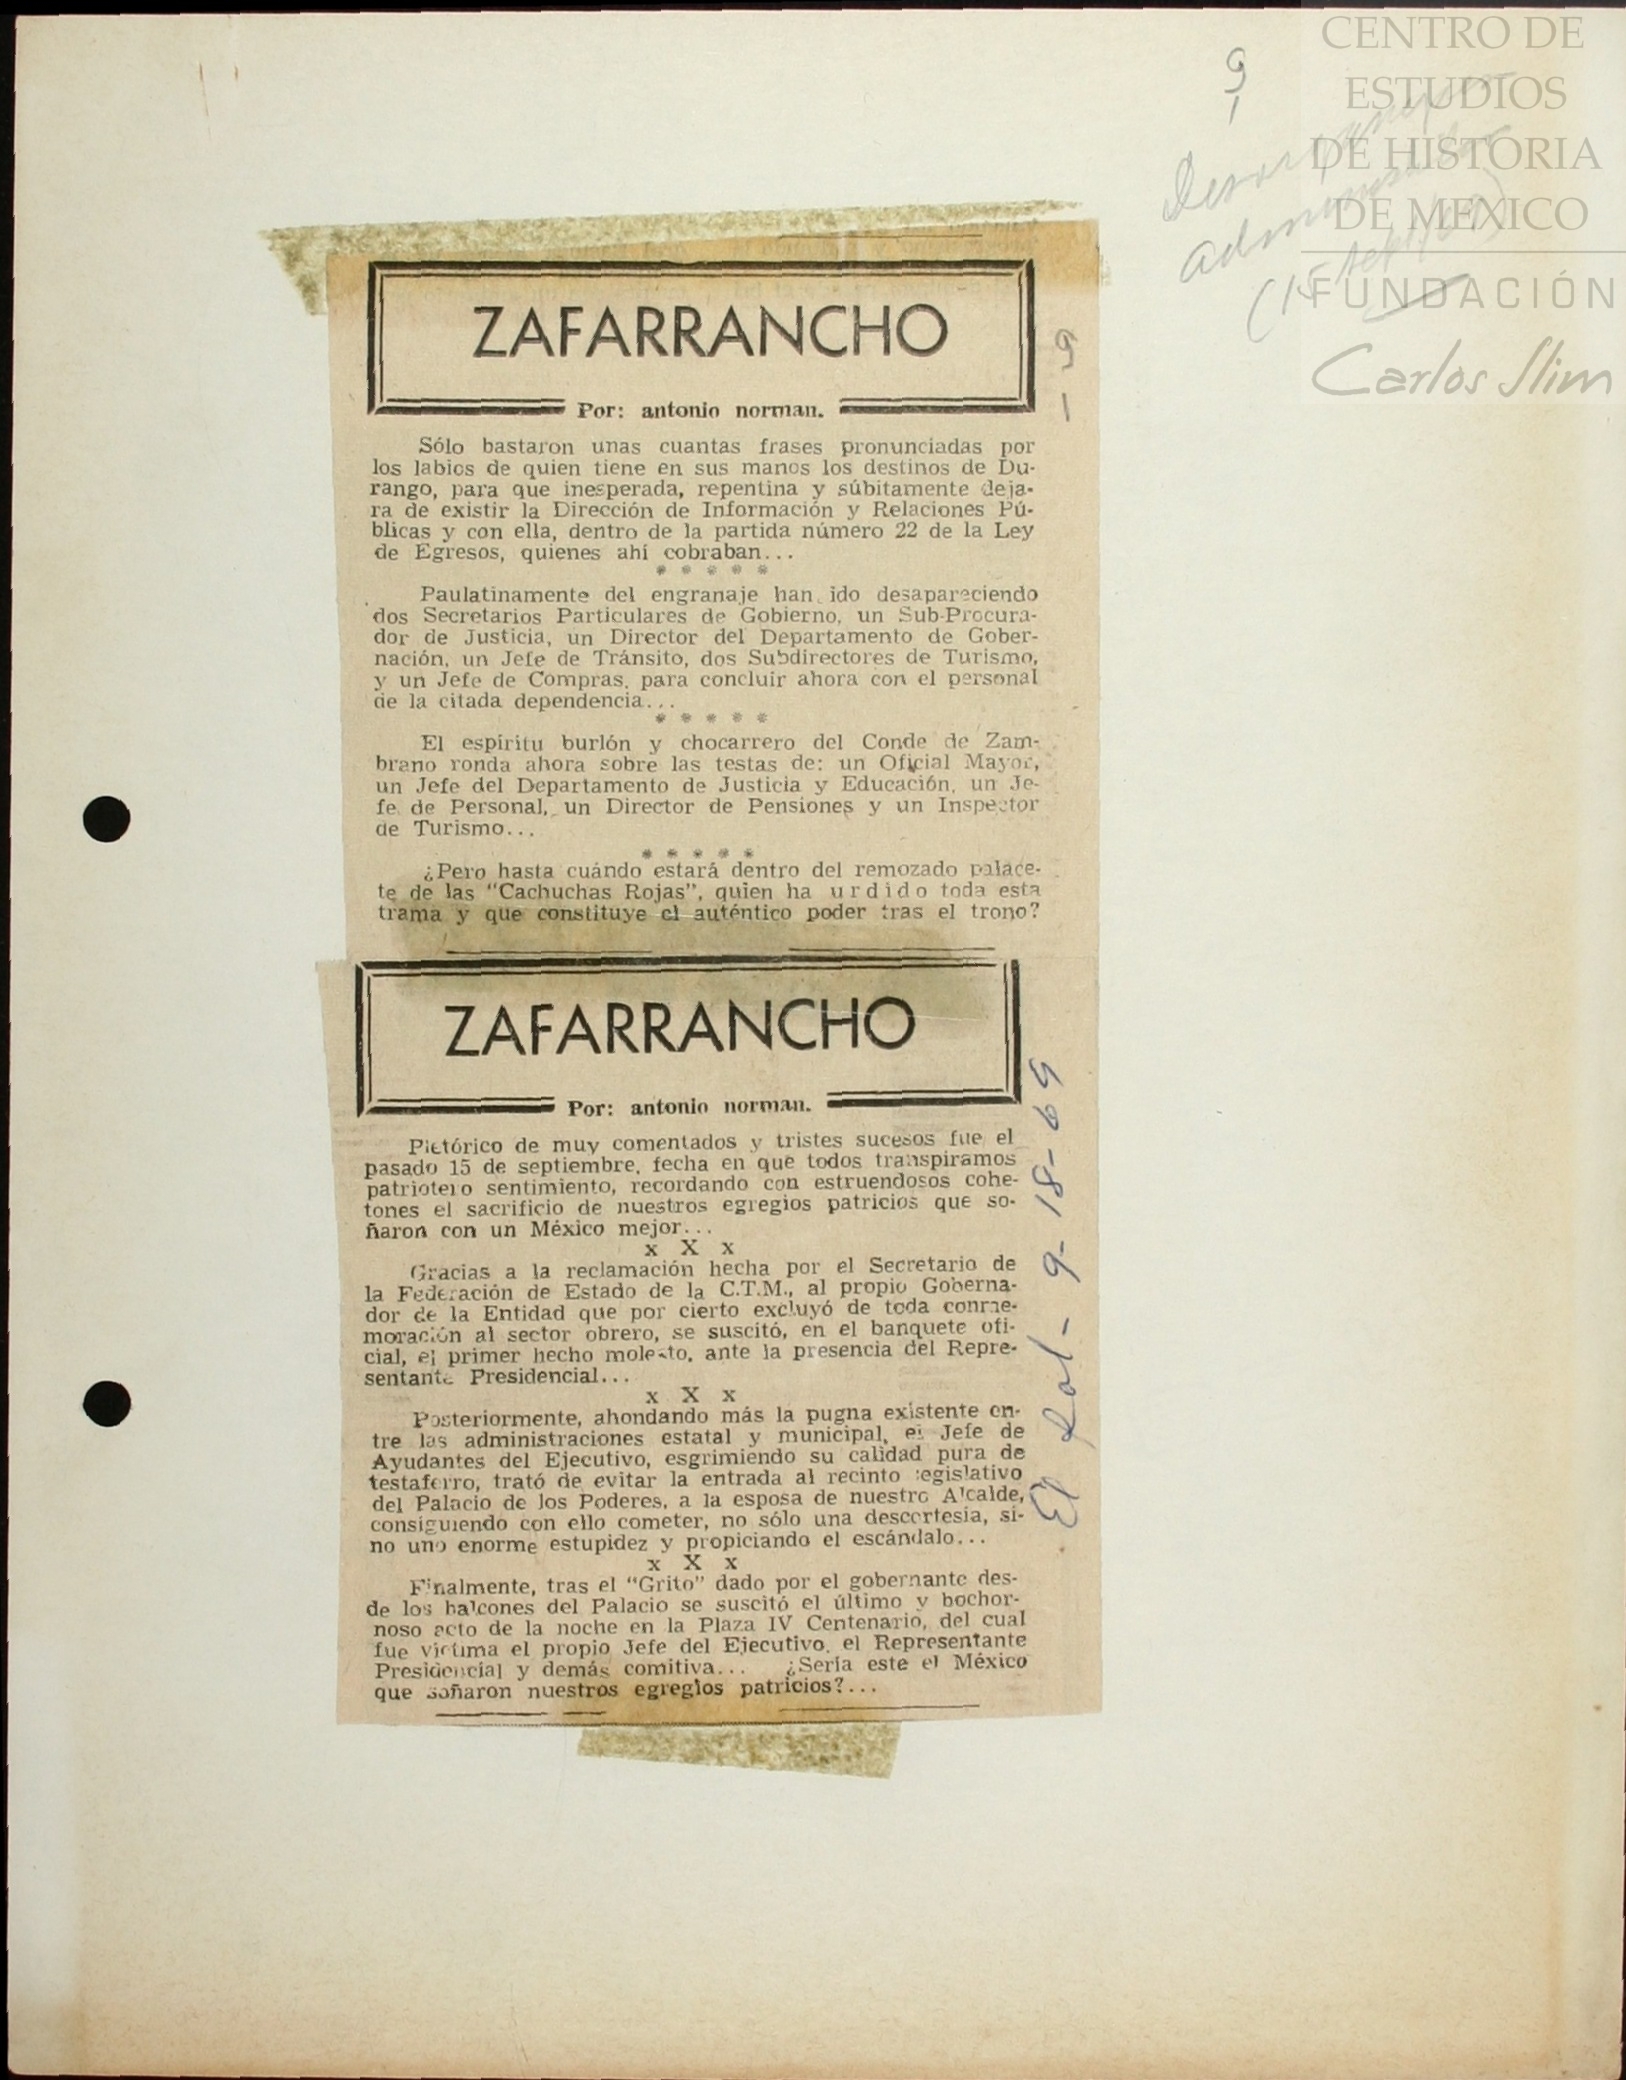 CENTRO DE
ESTUDIOS
DE HISTORIA
DE MEXICO
FUNDACIÓN
Carlos Slim
9
ZAFARRANCHO
Por: antonio norman.
Sólo bastaron unas cuantas frases pronunciadas por
los labios de quien tiene en sus manos los destinos de Du-
rango, para que inesperada, repentina y súbitamente deja-
ra de existir la Dirección de Información y Relaciones Pú-
blicas y con ella, dentro de la partida número 22 de la Ley
de Egresos, quienes ahí cobraban...
* * * * *
Paulatinamente del engranaje han ido desapareciendo
dos Secretarios Particulares de Gobierno, un Sub-Procura-
dor de Justicia, un Director del Departamento de Gober-
nación, un Jefe de Tránsito, dos Subdirectores de Turismo,
y un Jefe de Compras, para concluir ahora con el personal
de la citada dependencia...
* * * * *
El espíritu burlón y chocarrero del Conde de Zam-
brano ronda ahora sobre las testas de: un Oficial Mayor,
un Jefe del Departamento de Justicia y Educación, un Je-
fe de Personal, un Director de Pensiones y un Inspector
de Turismo...
* * * * *
¿Pero hasta cuándo estará dentro del remozado palace-
te de las "Cachuchas Rojas", quien ha urdido toda esta
trama y que constituye el auténtico poder tras el trono?
ZAFARRANCHO
Por: antonio norman.
Pletórico de muy comentados y tristes sucesos fue el
pasado 15 de septiembre, fecha en que todos transpiramos
patriotero sentimiento, recordando con estruendosos cohe-
tones el sacrificio de nuestros egregios patricios que so-
ñaron con un México mejor...
x X x
Gracias a la reclamación hecha por el Secretario de
la Federación de Estado de la C.T.M., al propio Goberna-
dor de la Entidad que por cierto excluyó de toda conme-
moración al sector obrero, se suscitó, en el banquete ofi-
cial, el primer hecho molesto, ante la presencia del Repre-
sentante Presidencial...
x X x
Posteriormente, ahondando más la pugna existente en-
tre las administraciones estatal y municipal, el Jefe de
Ayudantes del Ejecutivo, esgrimiendo su calidad pura de
testaferro, trató de evitar la entrada al recinto legislativo
del Palacio de los Poderes, a la esposa de nuestro Alcalde,
consiguiendo con ello cometer, no sólo una descortesía, si-
no uno enorme estupidez y propiciando el escándalo...
x X x
Finalmente, tras el "Grito" dado por el gobernante des-
de los balcones del Palacio se suscitó el último y bochor-
noso acto de la noche en la Plaza IV Centenario, del cual
fue víctima el propio Jefe del Ejecutivo, el Representante
Presidencial y demás comitiva... ¿Sería este el México
que soñaron nuestros egregios patricios?...
El Sol - 9-18-69